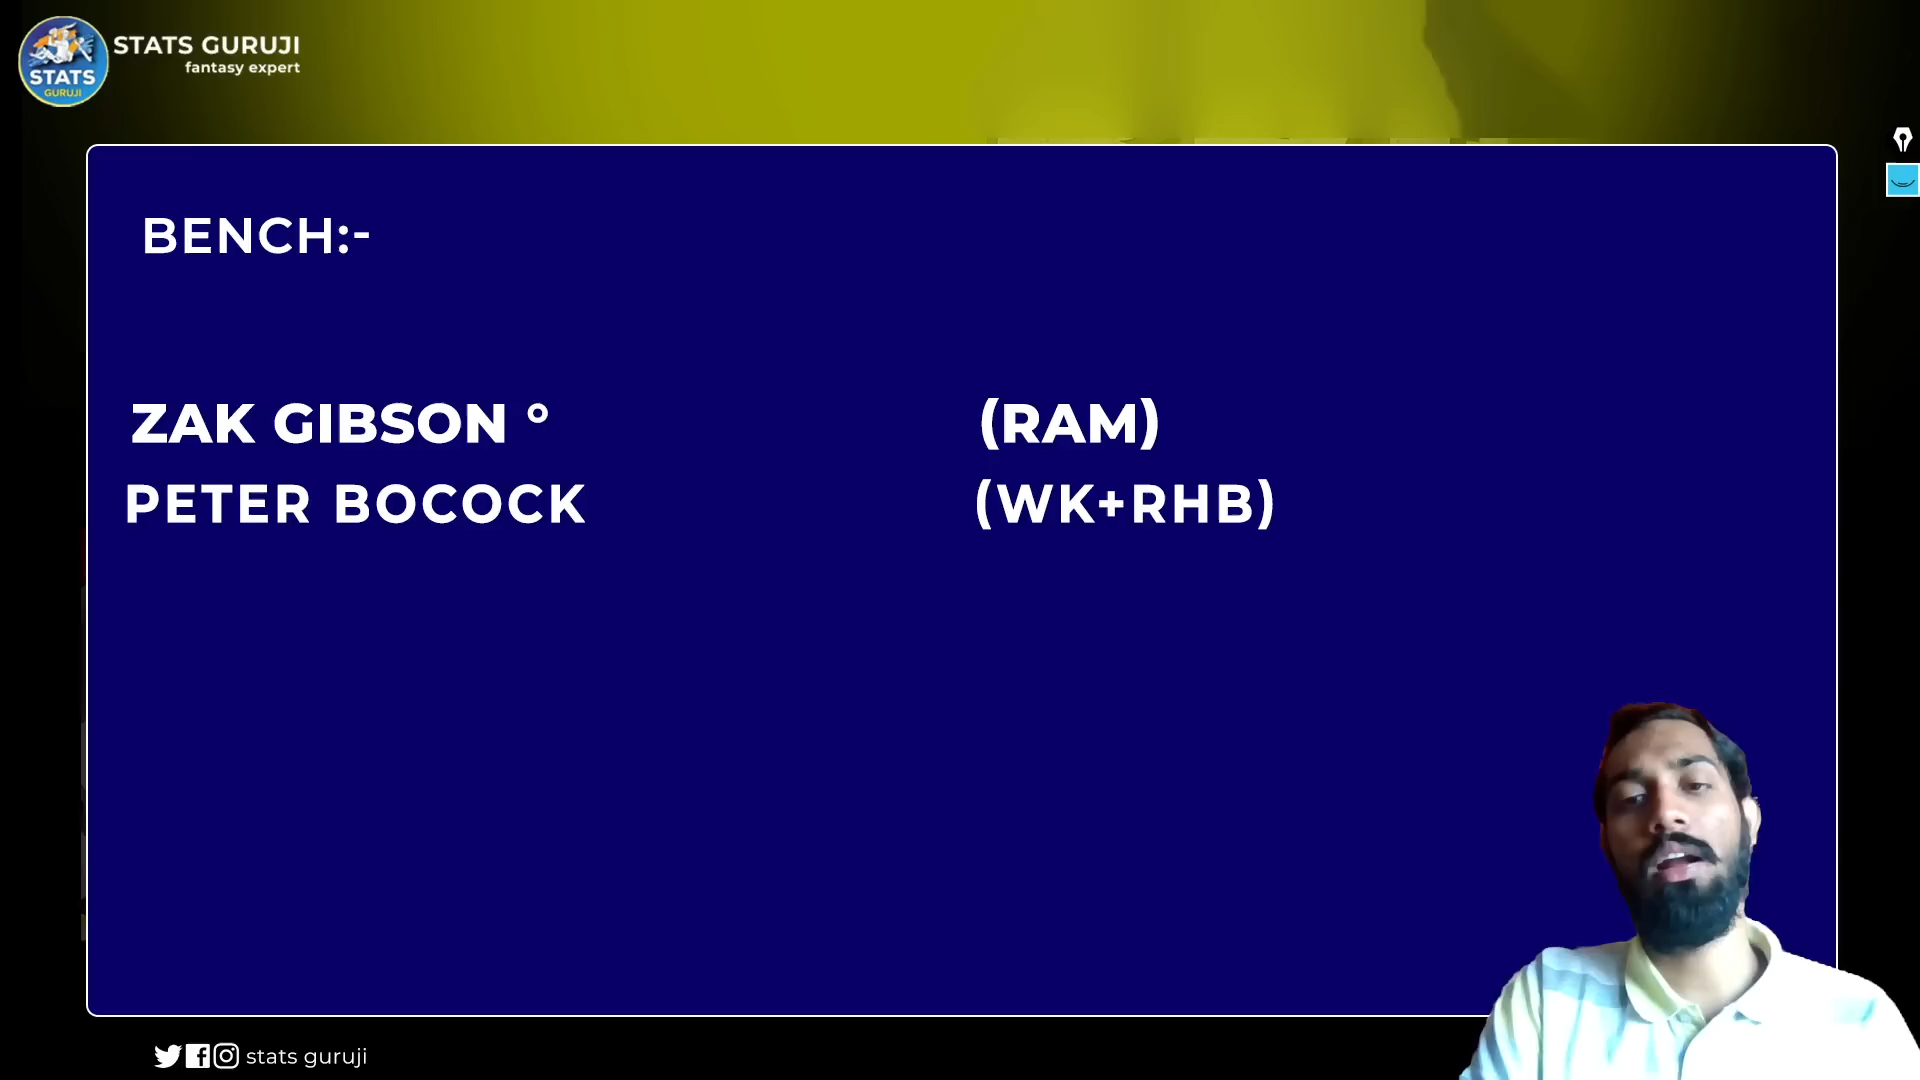 STATS GURUJI
fantasy expert
STATS
GURUJI
BENCH:-
ZAK GIBSON ° (RAM)
PETER BOCOCK (WK+RHB)
stats guruji